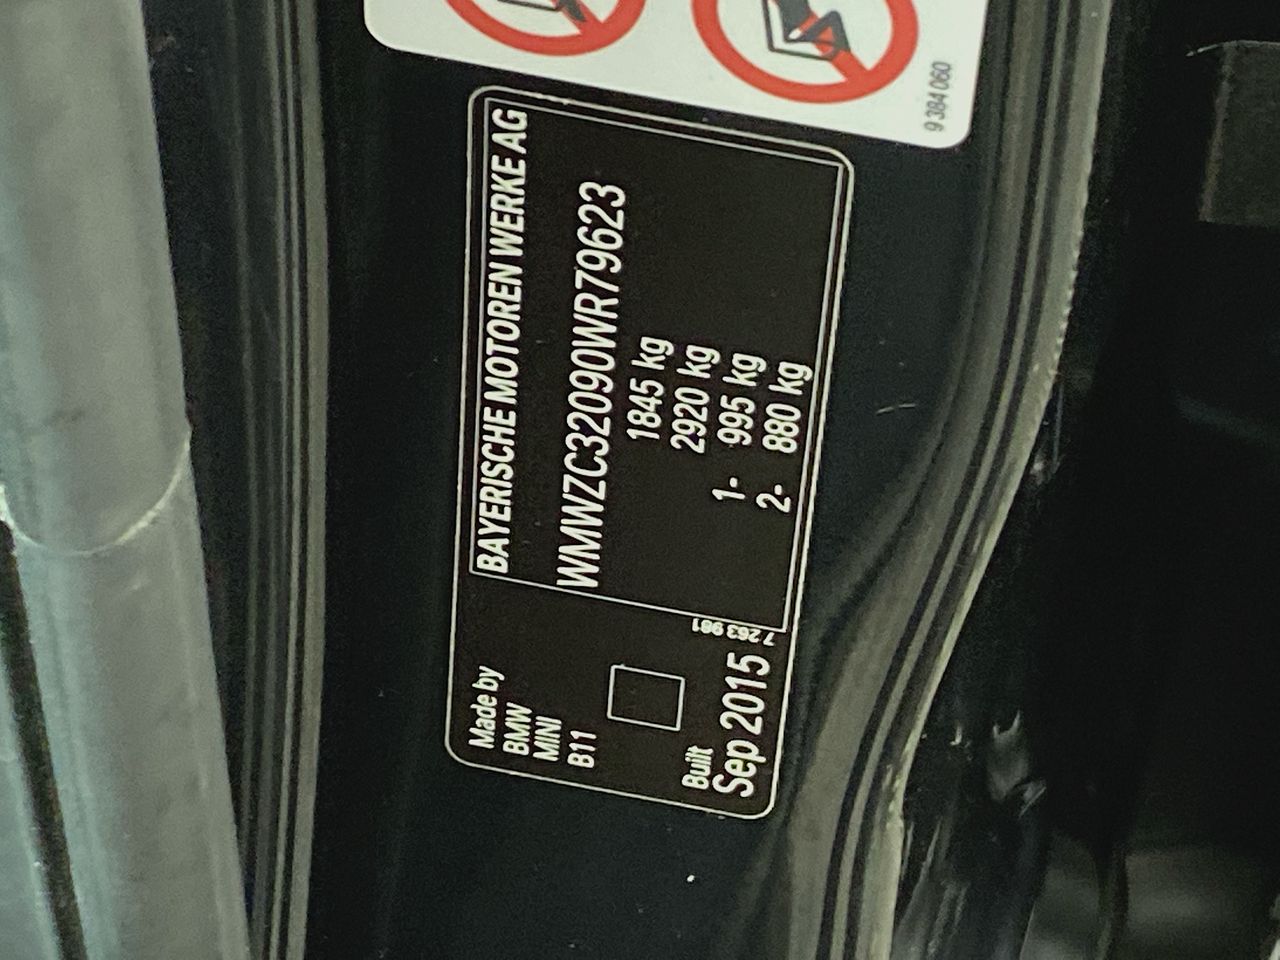 9 384 060
BAYERISCHE MOTOREN WERKE AG
WMWZC32090WR79623
1845 kg
2920 kg
1- 995 kg
2- 880 kg
7 263 981
Made by
BMW
MINI
B11
Built
Sep 2015